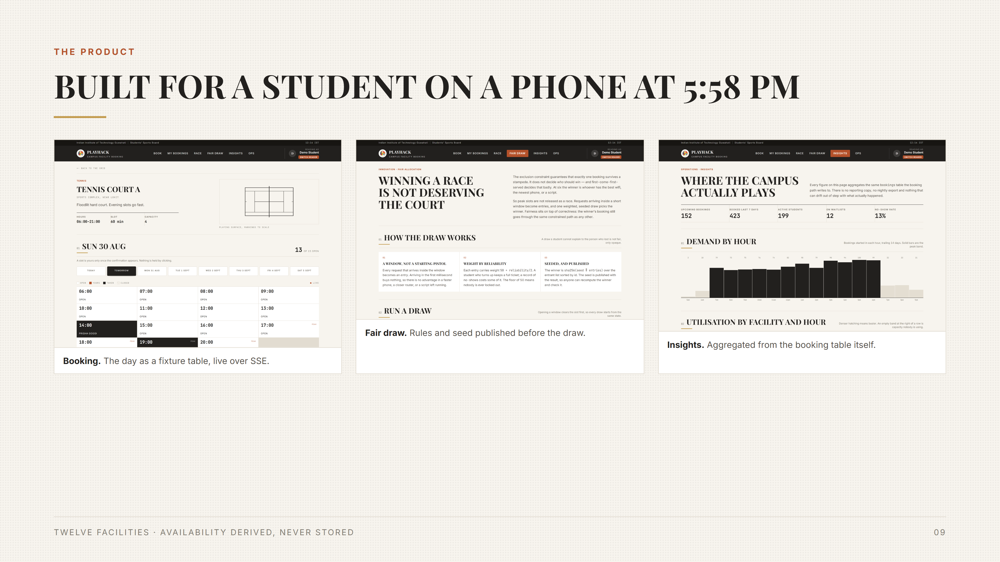 THE PRODUCT
BUILT FOR A STUDENT ON A PHONE AT 5:58 PM
Indian Institute of Technology Guwahati | Students' Sports Board
12:14 IST
PLAYHACK
CAMPUS FACILITY BOOKING
BOOK MY BOOKINGS RACE FAIR DRAW INSIGHTS OPS
D
READING AS
Demo Student
SWITCH READER
← BACK TO THE GRID
TENNIS
TENNIS COURT A
SPORTS COMPLEX, NEAR LOHIT
Floodlit hard court. Evening slots go fast.
HOURS SLOT CAPACITY
06:00–21:00 60 min 4
PLAYING SURFACE, MARKINGS TO SCALE
01 SUN 30 AUG
13 OF 15 OPEN
A slot is yours only once the confirmation appears. Nothing is held by clicking.
TODAY TOMORROW MON 31 AUG TUE 1 SEPT WED 2 SEPT THU 3 SEPT FRI 4 SEPT SAT 5 SEPT
OPEN YOURS TAKEN CLOSED
LIVE
06:00 07:00 08:00 09:00
OPEN OPEN OPEN OPEN
10:00 11:00 12:00 13:00
OPEN OPEN OPEN OPEN
14:00 15:00 16:00 17:00 PEAK
PRISHA GOGOI OPEN OPEN OPEN
18:00 PEAK 19:00 PEAK 20:00 PEAK
Booking. The day as a fixture table, live over SSE.
Indian Institute of Technology Guwahati | Students' Sports Board
12:14 IST
PLAYHACK
CAMPUS FACILITY BOOKING
BOOK MY BOOKINGS RACE FAIR DRAW INSIGHTS OPS
D
READING AS
Demo Student
SWITCH READER
INNOVATION · FAIR ALLOCATION
WINNING A RACE
IS NOT DESERVING
THE COURT
The exclusion constraint guarantees that exactly one booking survives a
stampede. It does not decide who should win — and first-come-first-
served decides that badly. At six the winner is whoever has the best wifi,
the newest phone, or a script.
So peak slots are not released as a race. Requests arriving inside a short
window become entries, and one weighted, seeded draw picks the
winner. Fairness sits on top of correctness: the winner's booking still
goes through the same constrained path as any other.
01 HOW THE DRAW WORKS
A draw a student cannot explain to the person who lost is not fair,
only opaque.
01
A WINDOW, NOT A STARTING PISTOL
Every request that arrives inside the window
becomes an entry. Arriving in the first millisecond
buys nothing, so there is no advantage in a faster
phone, a closer router, or a script left running.
02
WEIGHT BY RELIABILITY
Each entry carries weight 50 + reliability/2. A
student who turns up keeps a full ticket; a record of
no-shows costs some of it. The floor of 50 means
nobody is ever locked out.
03
SEEDED, AND PUBLISHED
The winner is sha256(seed ‖ entries) over the
entrant list sorted by id. The seed is published with
the result, so anyone can recompute the winner
and check it.
02 RUN A DRAW
Opening a window clears the slot first, so every draw starts from the
same state.
Fair draw. Rules and seed published before the draw.
Indian Institute of Technology Guwahati | Students' Sports Board
12:14 IST
PLAYHACK
CAMPUS FACILITY BOOKING
BOOK MY BOOKINGS RACE FAIR DRAW INSIGHTS OPS
D
READING AS
Demo Student
SWITCH READER
OPERATIONS · INSIGHTS
WHERE THE CAMPUS
ACTUALLY PLAYS
Every figure on this page aggregates the same bookings table the booking
path writes to. There is no reporting copy, no nightly export and nothing that
can drift out of step with what actually happened.
UPCOMING BOOKINGS BOOKED LAST 7 DAYS ACTIVE STUDENTS ON WAITLISTS NO-SHOW RATE
152 423 199 12 13%
01 DEMAND BY HOUR
Bookings started in each hour, trailing 14 days. Solid bars are the
peak band.
5am 6am 7am 8am 9am 10am 11am 12pm 1pm 2pm 3pm 4pm 5pm 6pm 7pm 8pm 9pm
02 UTILISATION BY FACILITY AND HOUR
Denser hatching means busier. An empty band at the right of a row is
capacity nobody is using.
Insights. Aggregated from the booking table itself.
TWELVE FACILITIES · AVAILABILITY DERIVED, NEVER STORED
09